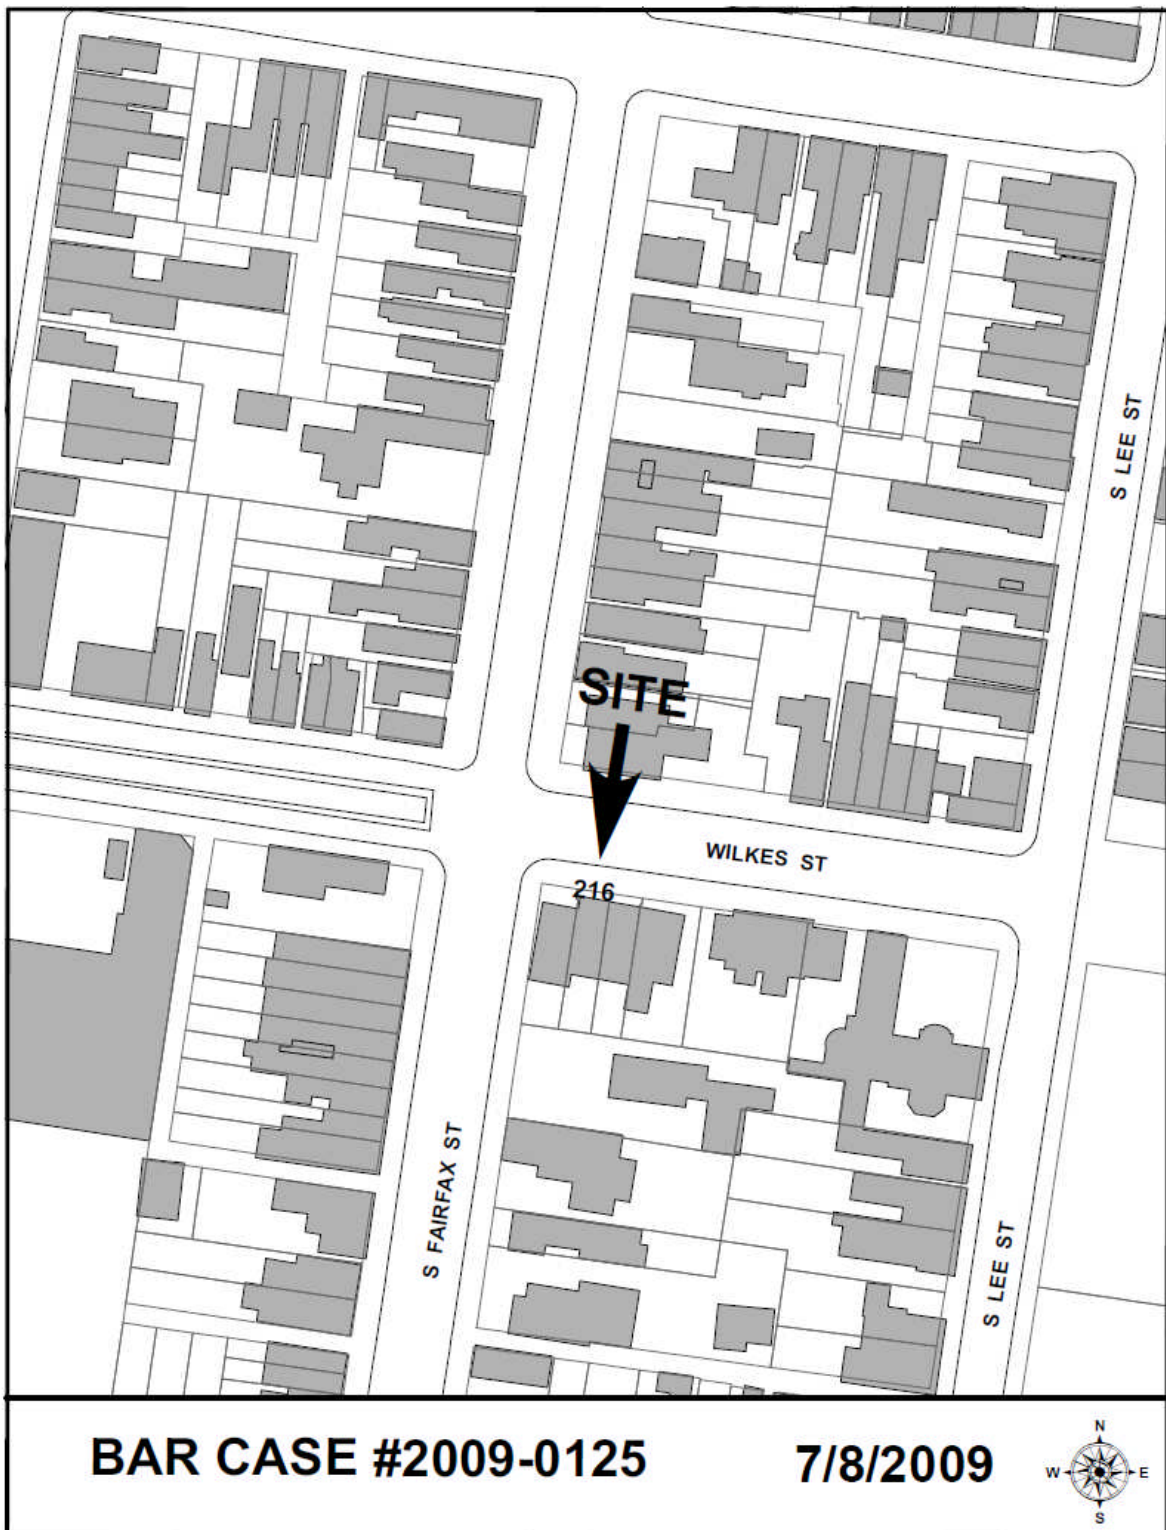 S LEE ST
SITE
WILKES ST
216
S FAIRFAX ST
S LEE ST
BAR CASE #2009-0125
7/8/2009
N
W E
S